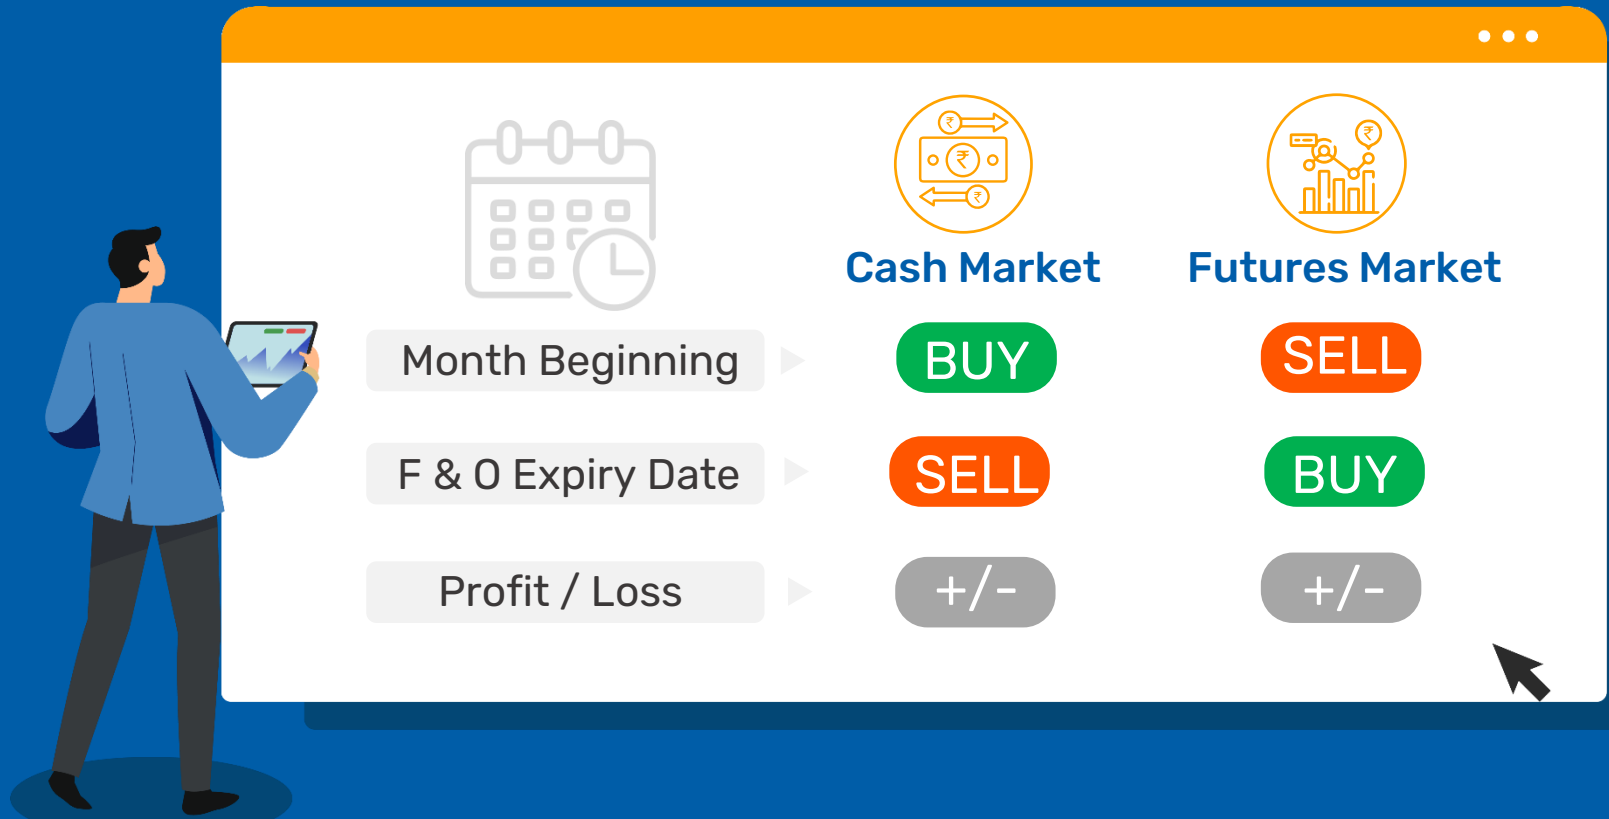 Cash Market
Futures Market
Month Beginning
BUY
SELL
F & O Expiry Date
SELL
BUY
Profit / Loss
+/-
+/-